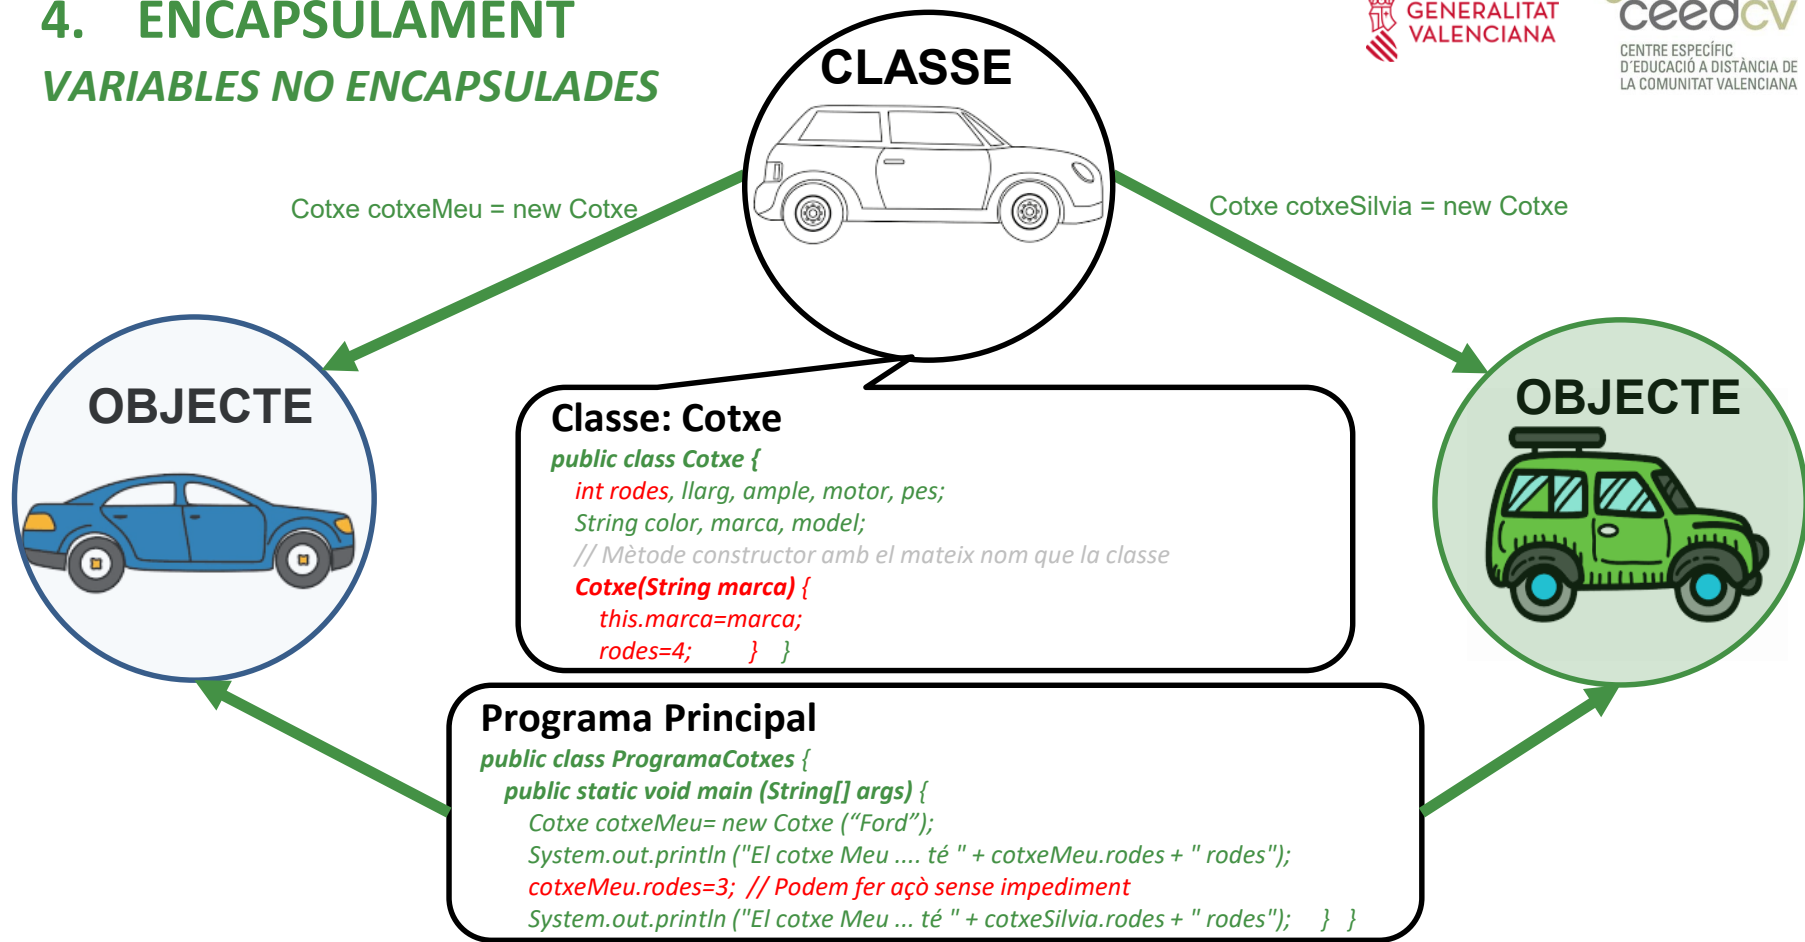 4. ENCAPSULAMENT
VARIABLES NO ENCAPSULADES
GENERALITAT
VALENCIANA
ceedcv
CENTRE ESPECÍFIC
D'EDUCACIÓ A DISTÀNCIA DE
LA COMUNITAT VALENCIANA
CLASSE
Cotxe cotxeMeu = new Cotxe
Cotxe cotxeSilvia = new Cotxe
OBJECTE
OBJECTE
Classe: Cotxe
public class Cotxe {
int rodes, llarg, ample, motor, pes;
String color, marca, model;
// Mètode constructor amb el mateix nom que la classe
Cotxe(String marca) {
this.marca=marca;
rodes=4; } }
Programa Principal
public class ProgramaCotxes {
public static void main (String[] args) {
Cotxe cotxeMeu= new Cotxe (“Ford”);
System.out.println ("El cotxe Meu .... té " + cotxeMeu.rodes + " rodes");
cotxeMeu.rodes=3; // Podem fer açò sense impediment
System.out.println ("El cotxe Meu ... té " + cotxeSilvia.rodes + " rodes"); } }